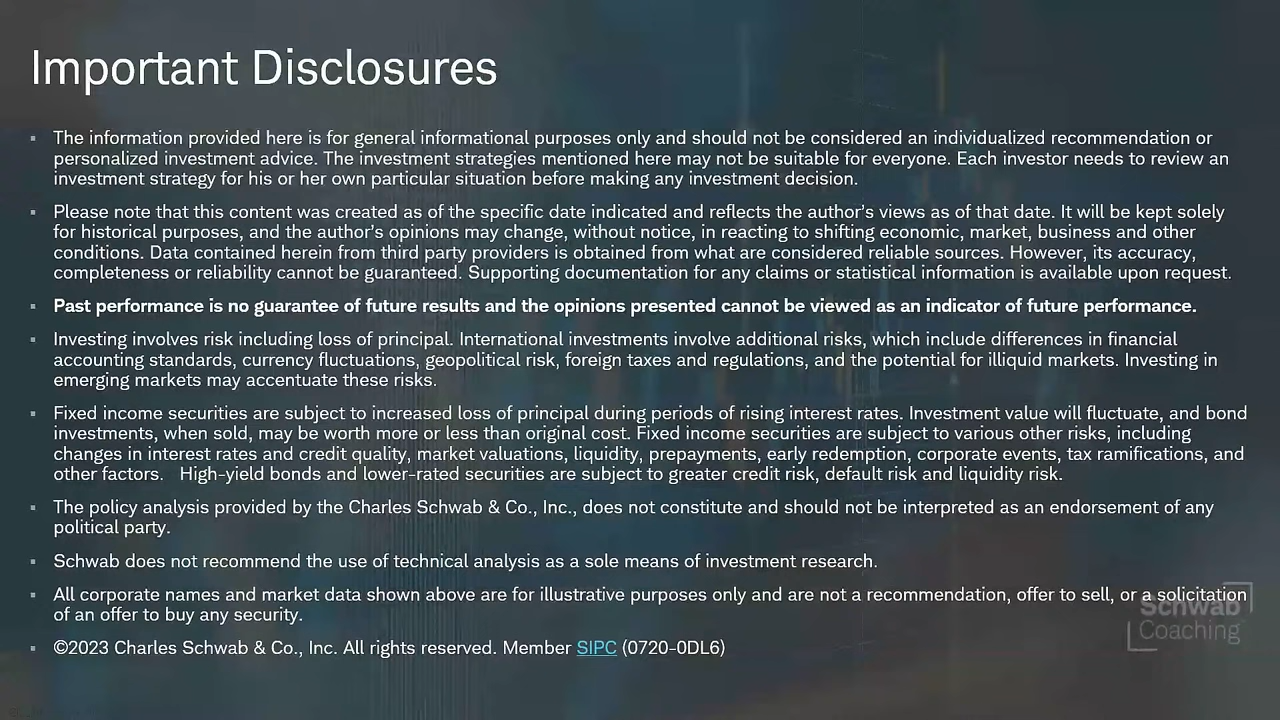 Important Disclosures
▪ The information provided here is for general informational purposes only and should not be considered an individualized recommendation or
personalized investment advice. The investment strategies mentioned here may not be suitable for everyone. Each investor needs to review an
investment strategy for his or her own particular situation before making any investment decision.
▪ Please note that this content was created as of the specific date indicated and reflects the author's views as of that date. It will be kept solely
for historical purposes, and the author's opinions may change, without notice, in reacting to shifting economic, market, business and other
conditions. Data contained herein from third party providers is obtained from what are considered reliable sources. However, its accuracy,
completeness or reliability cannot be guaranteed. Supporting documentation for any claims or statistical information is available upon request.
▪ Past performance is no guarantee of future results and the opinions presented cannot be viewed as an indicator of future performance.
▪ Investing involves risk including loss of principal. International investments involve additional risks, which include differences in financial
accounting standards, currency fluctuations, geopolitical risk, foreign taxes and regulations, and the potential for illiquid markets. Investing in
emerging markets may accentuate these risks.
▪ Fixed income securities are subject to increased loss of principal during periods of rising interest rates. Investment value will fluctuate, and bond
investments, when sold, may be worth more or less than original cost. Fixed income securities are subject to various other risks, including
changes in interest rates and credit quality, market valuations, liquidity, prepayments, early redemption, corporate events, tax ramifications, and
other factors. High-yield bonds and lower-rated securities are subject to greater credit risk, default risk and liquidity risk.
▪ The policy analysis provided by the Charles Schwab & Co., Inc., does not constitute and should not be interpreted as an endorsement of any
political party.
▪ Schwab does not recommend the use of technical analysis as a sole means of investment research.
▪ All corporate names and market data shown above are for illustrative purposes only and are not a recommendation, offer to sell, or a solicitation
of an offer to buy any security.
▪ ©2023 Charles Schwab & Co., Inc. All rights reserved. Member SIPC (0720-0DL6)
Schwab
Coaching